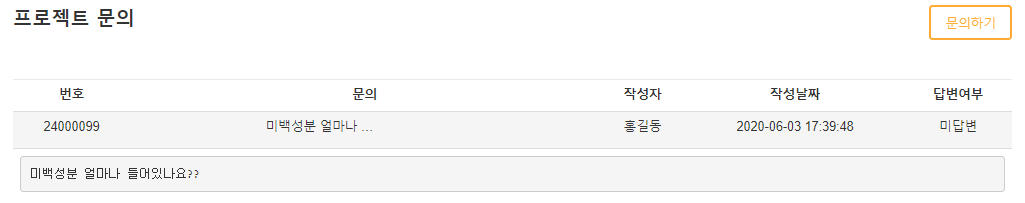 프로젝트 문의
문의하기
번호 문의 작성자 작성날짜 답변여부
24000099 미백성분 얼마나 ... 홍길동 2020-06-03 17:39:48 미답변
미백성분 얼마나 들어있나요??